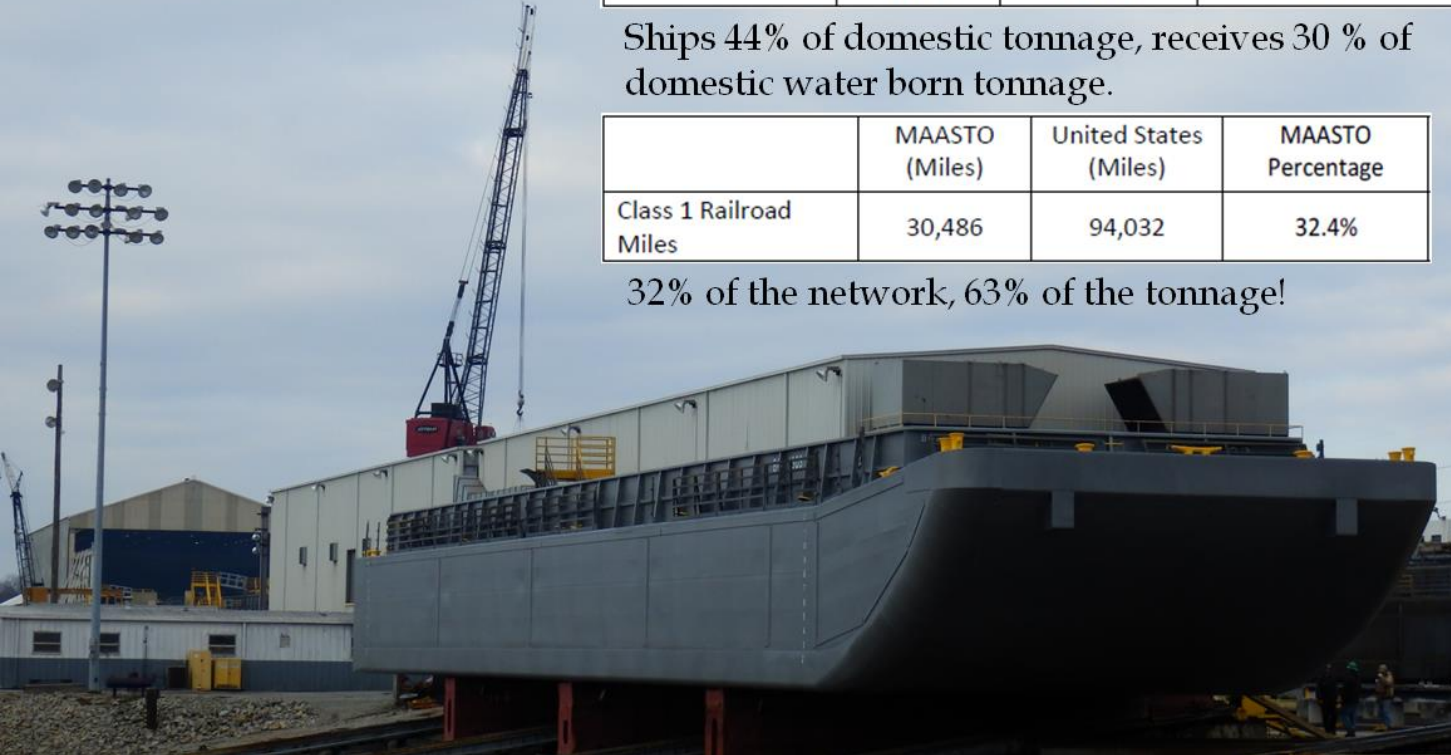 Ships 44% of domestic tonnage, receives 30 % of
domestic water born tonnage.
MAASTO United States MAASTO
(Miles) (Miles) Percentage
Class 1 Railroad
Miles 30,486 94,032 32.4%
32% of the network, 63% of the tonnage!